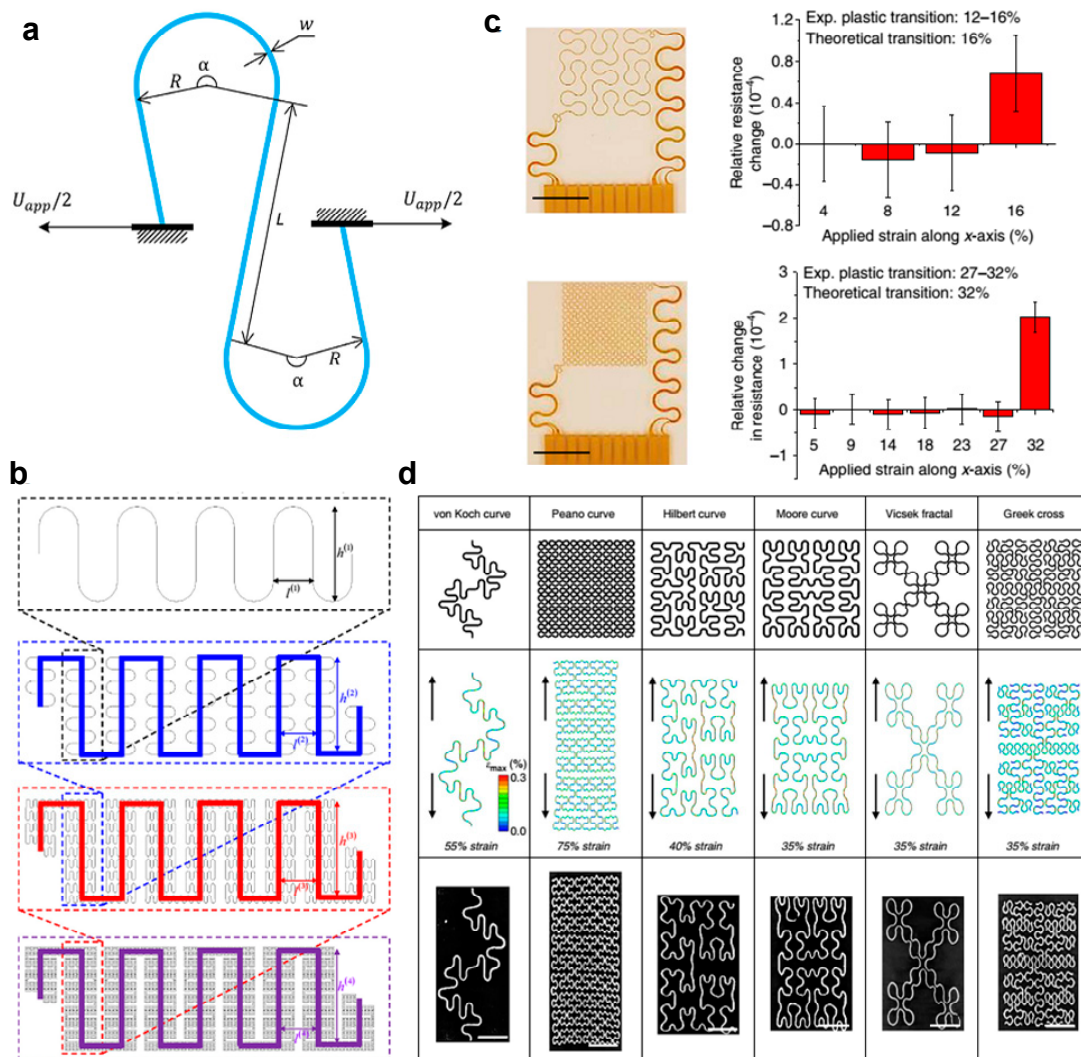 a
w
α
R
U_app/2
U_app/2
L
R
α
b
h⁽¹⁾
l⁽¹⁾
h⁽²⁾
l⁽²⁾
h⁽³⁾
l⁽³⁾
h⁽⁴⁾
l⁽⁴⁾
c
Exp. plastic transition: 12–16%
Theoretical transition: 16%
Relative resistance
change (10⁻⁴)
1.2
0.8
0.4
0.0
−0.4
−0.8
4 8 12 16
Applied strain along x-axis (%)
Exp. plastic transition: 27–32%
Theoretical transition: 32%
Relative change
in resistance (10⁻⁴)
3
2
1
0
−1
5 9 14 18 23 27 32
Applied strain along x-axis (%)
d
von Koch curve Peano curve Hilbert curve Moore curve Vicsek fractal Greek cross
ε_max (%)
0.3
0.0
55% strain 75% strain 40% strain 35% strain 35% strain 35% strain